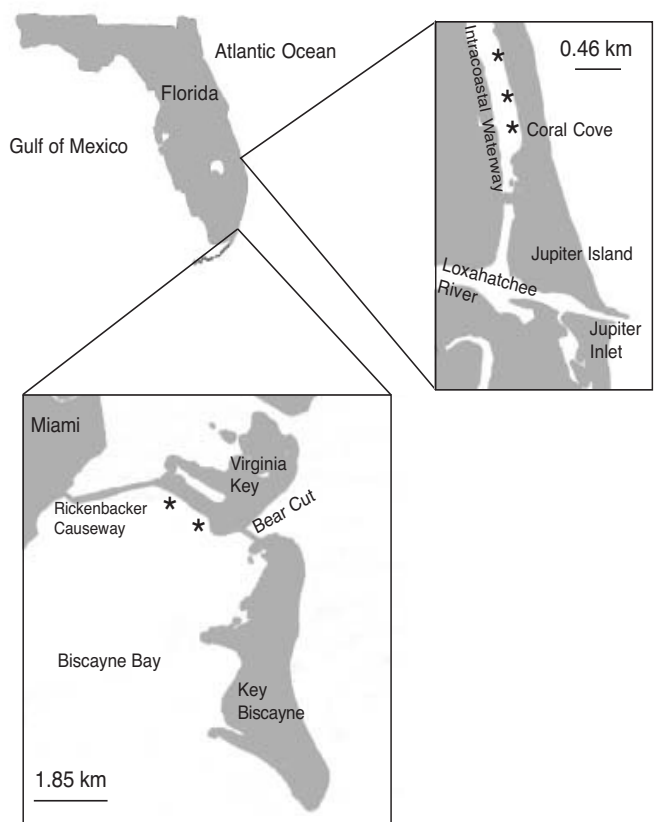 Atlantic Ocean
Florida
Gulf of Mexico
0.46 km
Intracoastal Waterway
*
*
*
Coral Cove
Jupiter Island
Loxahatchee
River
Jupiter
Inlet
Miami
Virginia
Key
Bear Cut
Rickenbacker
Causeway
*
*
Biscayne Bay
Key
Biscayne
1.85 km